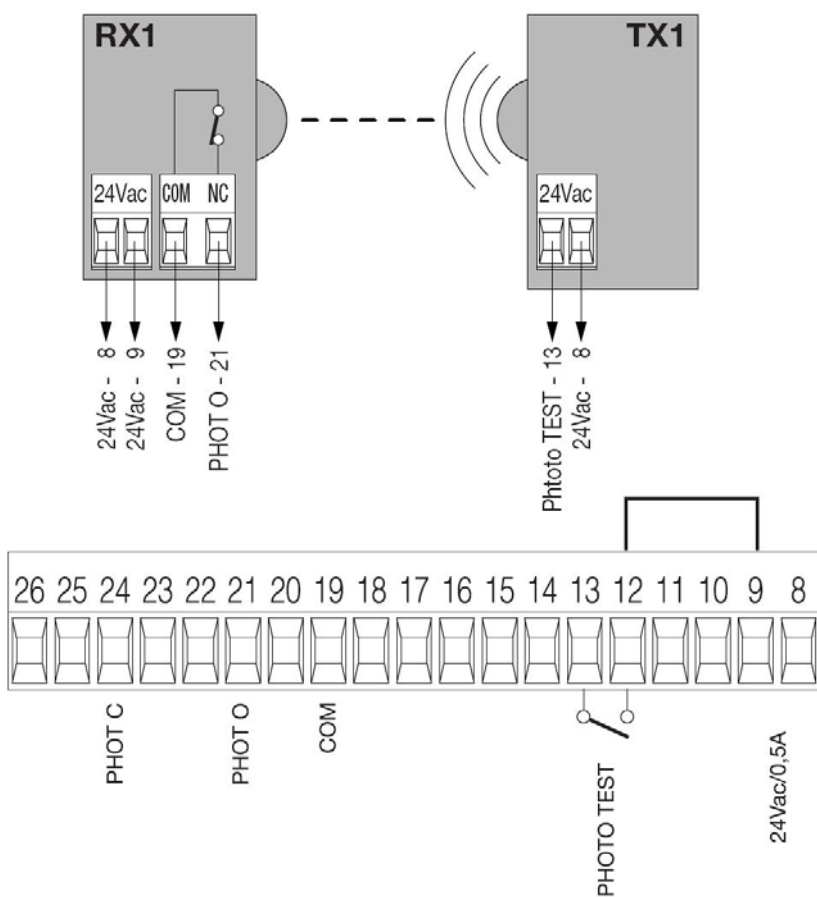 RX1
TX1
24Vac COM NC
24Vac
24Vac - 8
24Vac - 9
COM - 19
PHOT O - 21
Phtoto TEST - 13
24Vac - 8
26 25 24 23 22 21 20 19 18 17 16 15 14 13 12 11 10 9 8
PHOT C
PHOT O
COM
PHOTO TEST
24Vac/0,5A